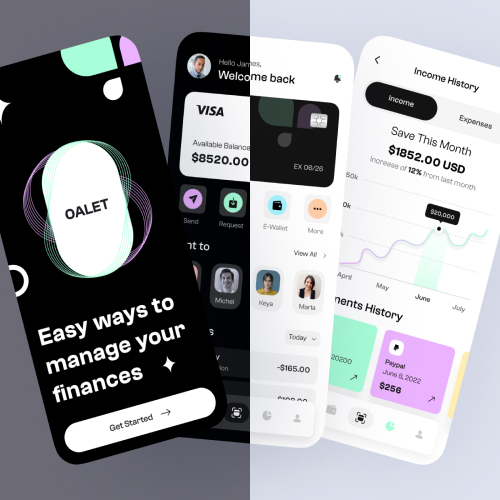 OALET
Easy ways to
manage your
finances
Get Started
Hello James,
Welcome back
VISA
Available Balance
$8520.00
EX 06/26
Send
Request
E-Wallet
More
nt to
View All
Michel
Keya
Marla
s
Today
-$165.00
Income History
Income
Expenses
Save This Month
$1852.00 USD
Increase of 12% from last month
$20,000
April
May
June
July
ments History
20200
Paypal
June 8, 2022
$256